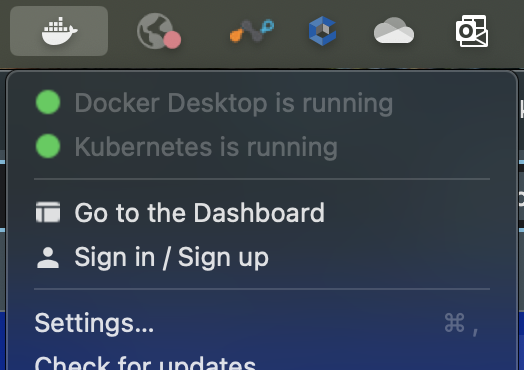 Docker Desktop is running
Kubernetes is running
Go to the Dashboard
Sign in / Sign up
Settings... ⌘ ,
Check for updates